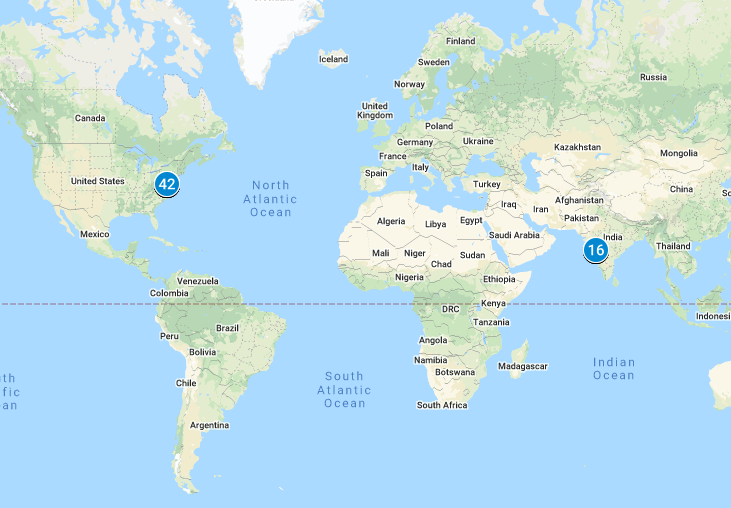 Iceland
Finland
Sweden
Norway
Russia
Canada
United
Kingdom
Poland
Germany
Ukraine
Kazakhstan
France
Mongolia
Italy
Spain
42
United States
North
Atlantic
Ocean
Turkey
China
Iraq
Iran
Afghanistan
Pakistan
Algeria
Libya
Egypt
Saudi Arabia
Mexico
16
India
Thailand
Mali
Niger
Chad
Sudan
Nigeria
Ethiopia
Venezuela
Colombia
DRC
Kenya
Tanzania
Indonesi
Brazil
Peru
Bolivia
Angola
Namibia
Botswana
Madagascar
Indian
Ocean
South
Atlantic
Ocean
Chile
South Africa
Argentina
fic
an